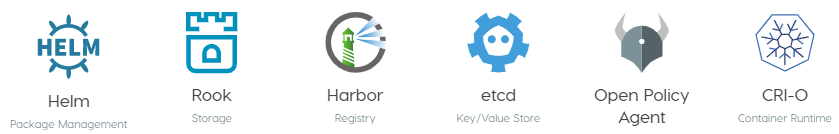 HELM
Helm
Package Management
Rook
Storage
Harbor
Registry
etcd
Key/Value Store
Open Policy
Agent
CRI-O
Container Runtime